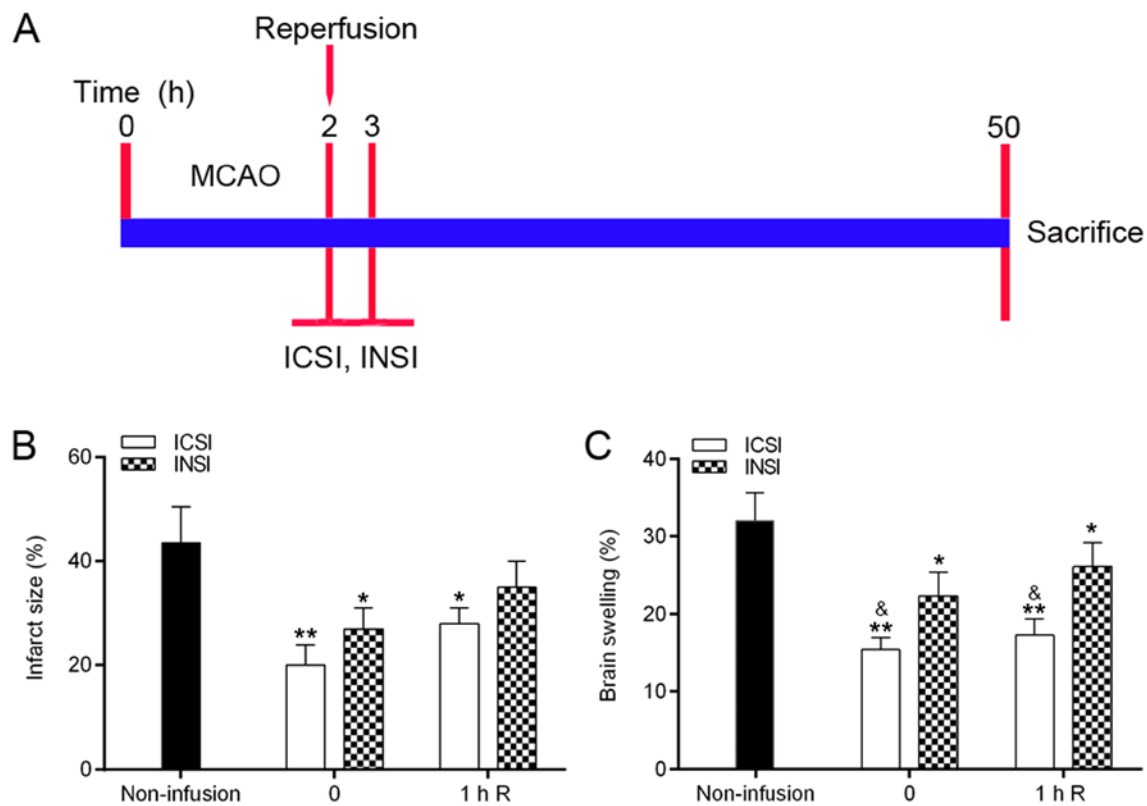 A
Reperfusion
Time (h)
0
2
3
50
MCAO
Sacrifice
ICSI, INSI
B
ICSI
INSI
Infarct size (%)
60
40
20
0
**
*
*
Non-infusion
0
1 h R
C
ICSI
INSI
Brain swelling (%)
40
30
20
10
0
&
**
*
&
**
*
Non-infusion
0
1 h R